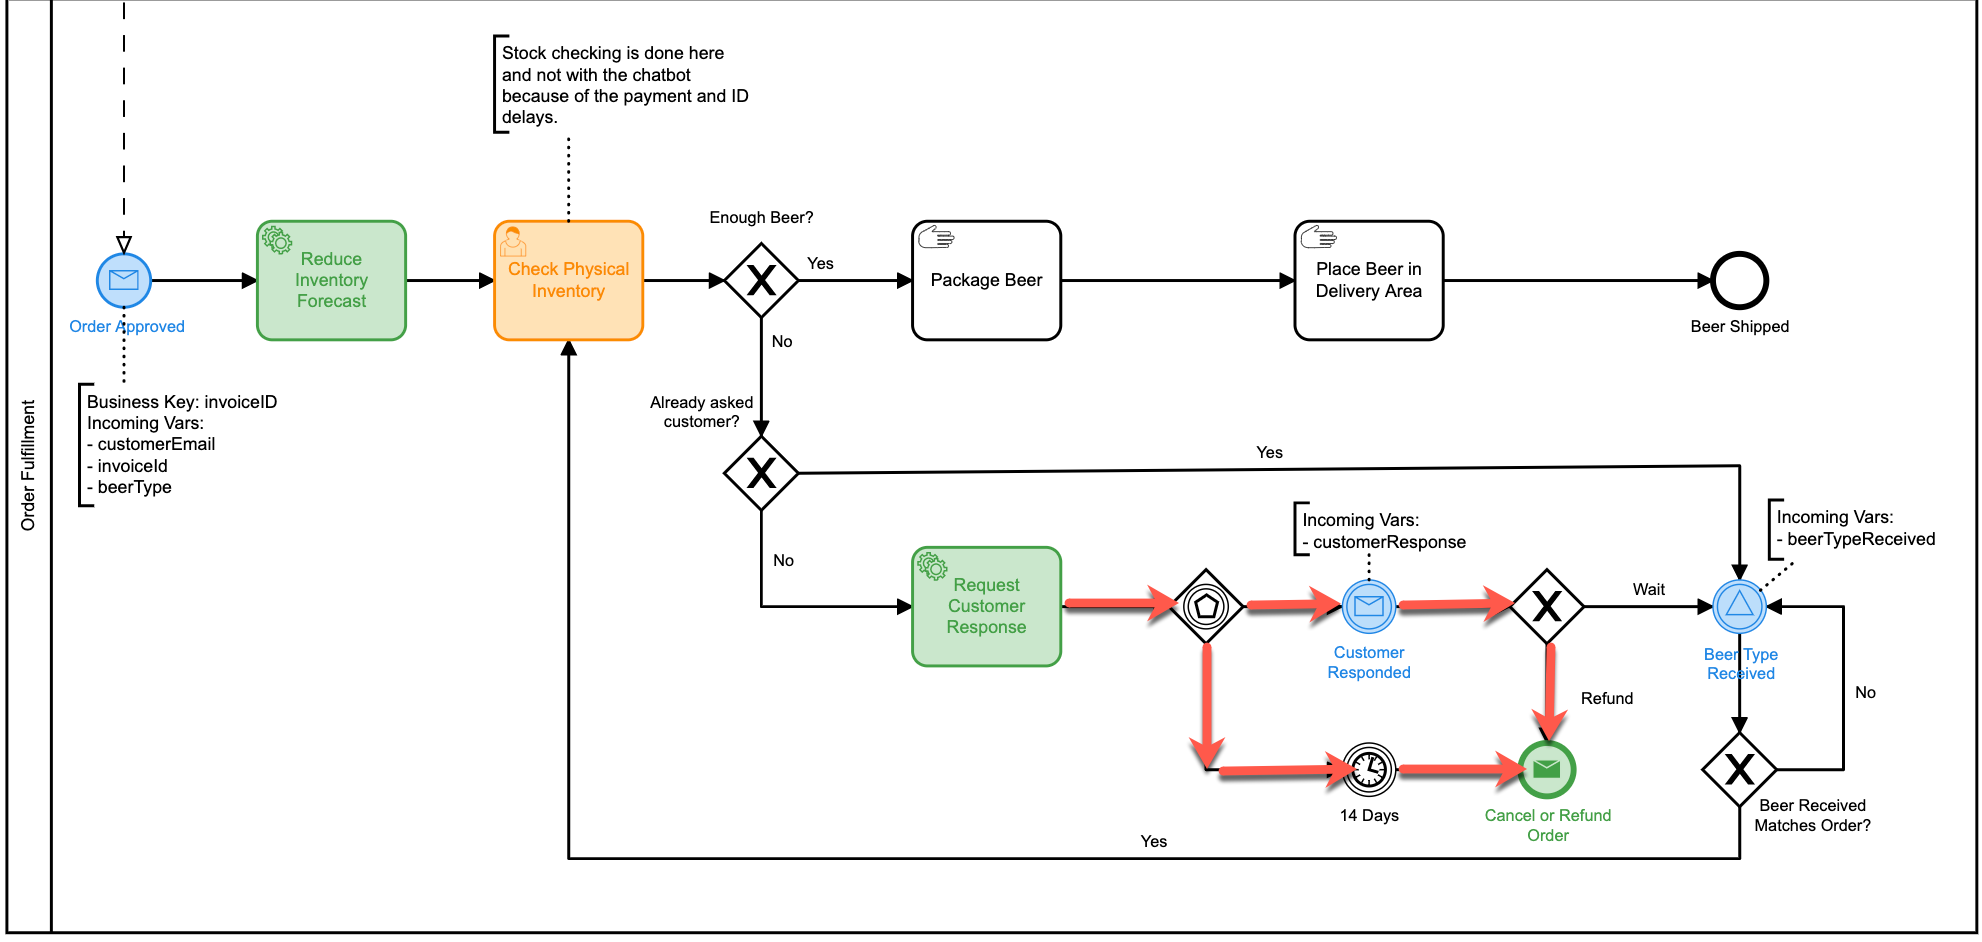 Order Fulfillment
Stock checking is done here
and not with the chatbot
because of the payment and ID
delays.
Order Approved
Reduce
Inventory
Forecast
Check Physical
Inventory
Enough Beer?
Yes
Package Beer
Place Beer in
Delivery Area
Beer Shipped
No
Business Key: invoiceID
Incoming Vars:
- customerEmail
- invoiceId
- beerType
Already asked
customer?
Yes
No
Request
Customer
Response
Incoming Vars:
- customerResponse
Customer
Responded
Wait
Incoming Vars:
- beerTypeReceived
Beer Type
Received
Refund
No
14 Days
Cancel or Refund
Order
Beer Received
Matches Order?
Yes